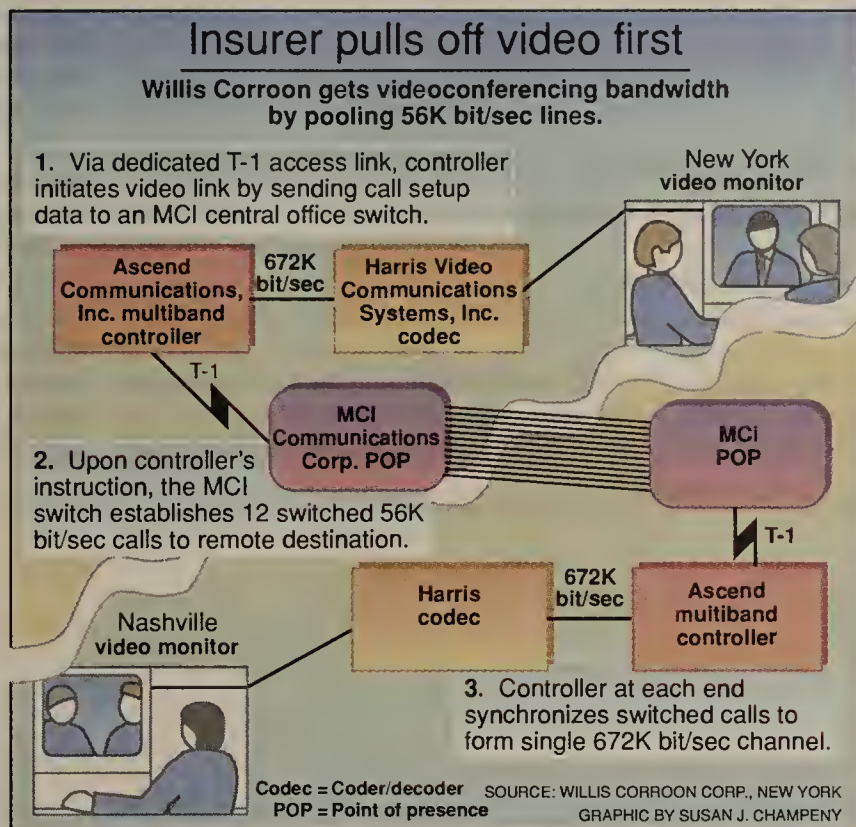 Insurer pulls off video first
Willis Corroon gets videoconferencing bandwidth
by pooling 56K bit/sec lines.
1. Via dedicated T-1 access link, controller
initiates video link by sending call setup
data to an MCI central office switch.
New York
video monitor
Ascend
Communications,
Inc. multiband
controller
672K
bit/sec
Harris Video
Communications
Systems, Inc.
codec
T-1
MCI
Communications
Corp. POP
MCi
POP
2. Upon controller's
instruction, the MCI
switch establishes 12 switched 56K
bit/sec calls to remote destination.
T-1
Harris
codec
672K
bit/sec
Ascend
multiband
controller
Nashville
video monitor
3. Controller at each end
synchronizes switched calls to
form single 672K bit/sec channel.
Codec = Coder/decoder
POP = Point of presence
SOURCE: WILLIS CORROON CORP., NEW YORK
GRAPHIC BY SUSAN J. CHAMPENY